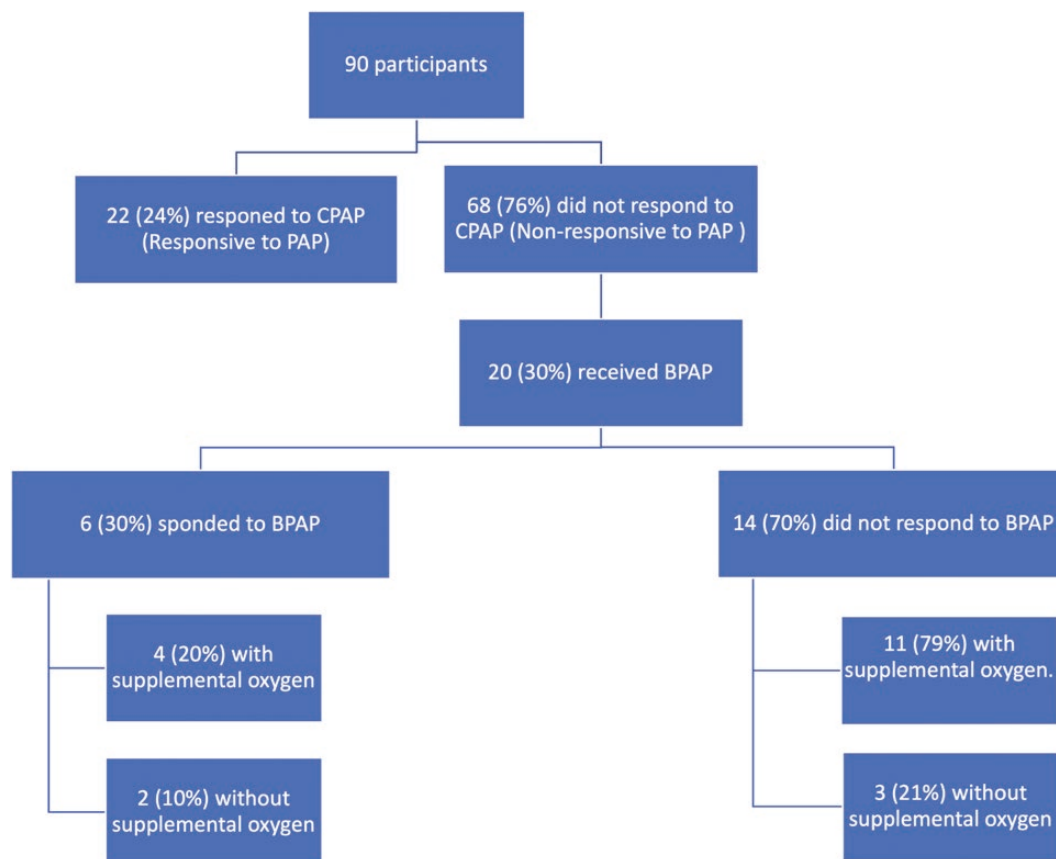 90 participants
22 (24%) responed to CPAP
(Responsive to PAP)
68 (76%) did not respond to
CPAP (Non-responsive to PAP )
20 (30%) received BPAP
6 (30%) sponded to BPAP
14 (70%) did not respond to BPAP
4 (20%) with
supplemental oxygen
11 (79%) with
supplemental oxygen.
2 (10%) without
supplemental oxygen
3 (21%) without
supplemental oxygen